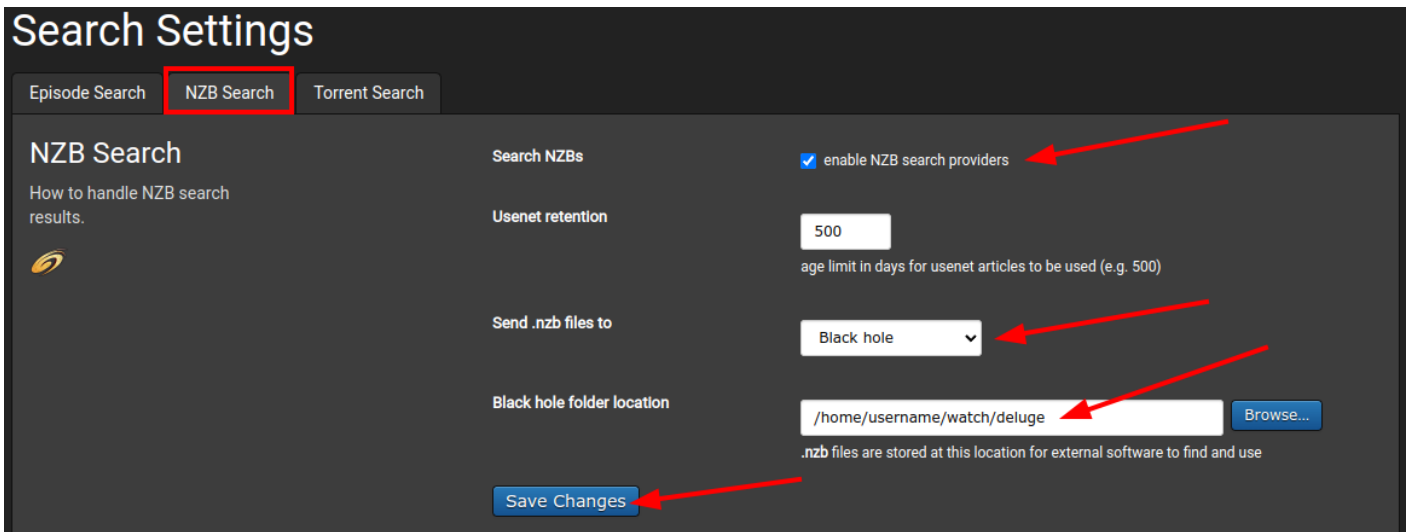 Search Settings
Episode Search
NZB Search
Torrent Search
NZB Search
How to handle NZB search
results.
Search NZBs
enable NZB search providers
Usenet retention
500
age limit in days for usenet articles to be used (e.g. 500)
Send .nzb files to
Black hole
Black hole folder location
/home/username/watch/deluge
Browse...
.nzb files are stored at this location for external software to find and use
Save Changes